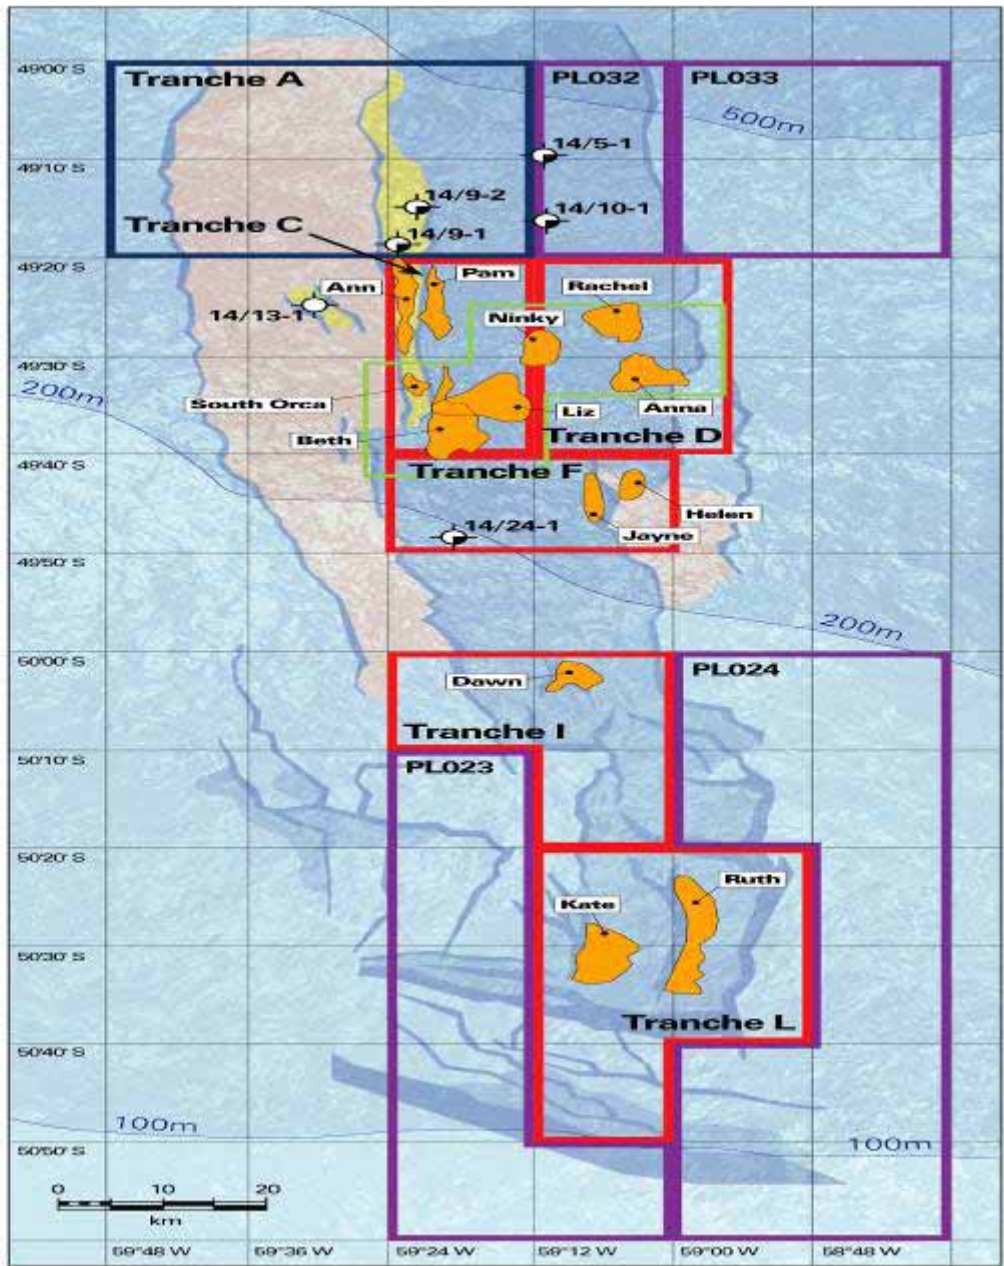 49°00' S
Tranche A
PL032
PL033
500m
14/5-1
49°10' S
14/9-2
14/10-1
Tranche C
14/9-1
49°20' S
Pam
Ann
Rachel
14/13-1
Ninky
49°30' S
200m
South Orca
Liz
Anna
Beth
Tranche D
49°40' S
Tranche F
Helen
14/24-1
Jayne
49°50' S
200m
50°00' S
PL024
Dawn
Tranche I
50°10' S
PL023
50°20' S
Ruth
Kate
50°30' S
Tranche L
50°40' S
100m
100m
50°50' S
0 10 20
km
59°48 W 59°36 W 59°24 W 59°12 W 59°00 W 58°48 W